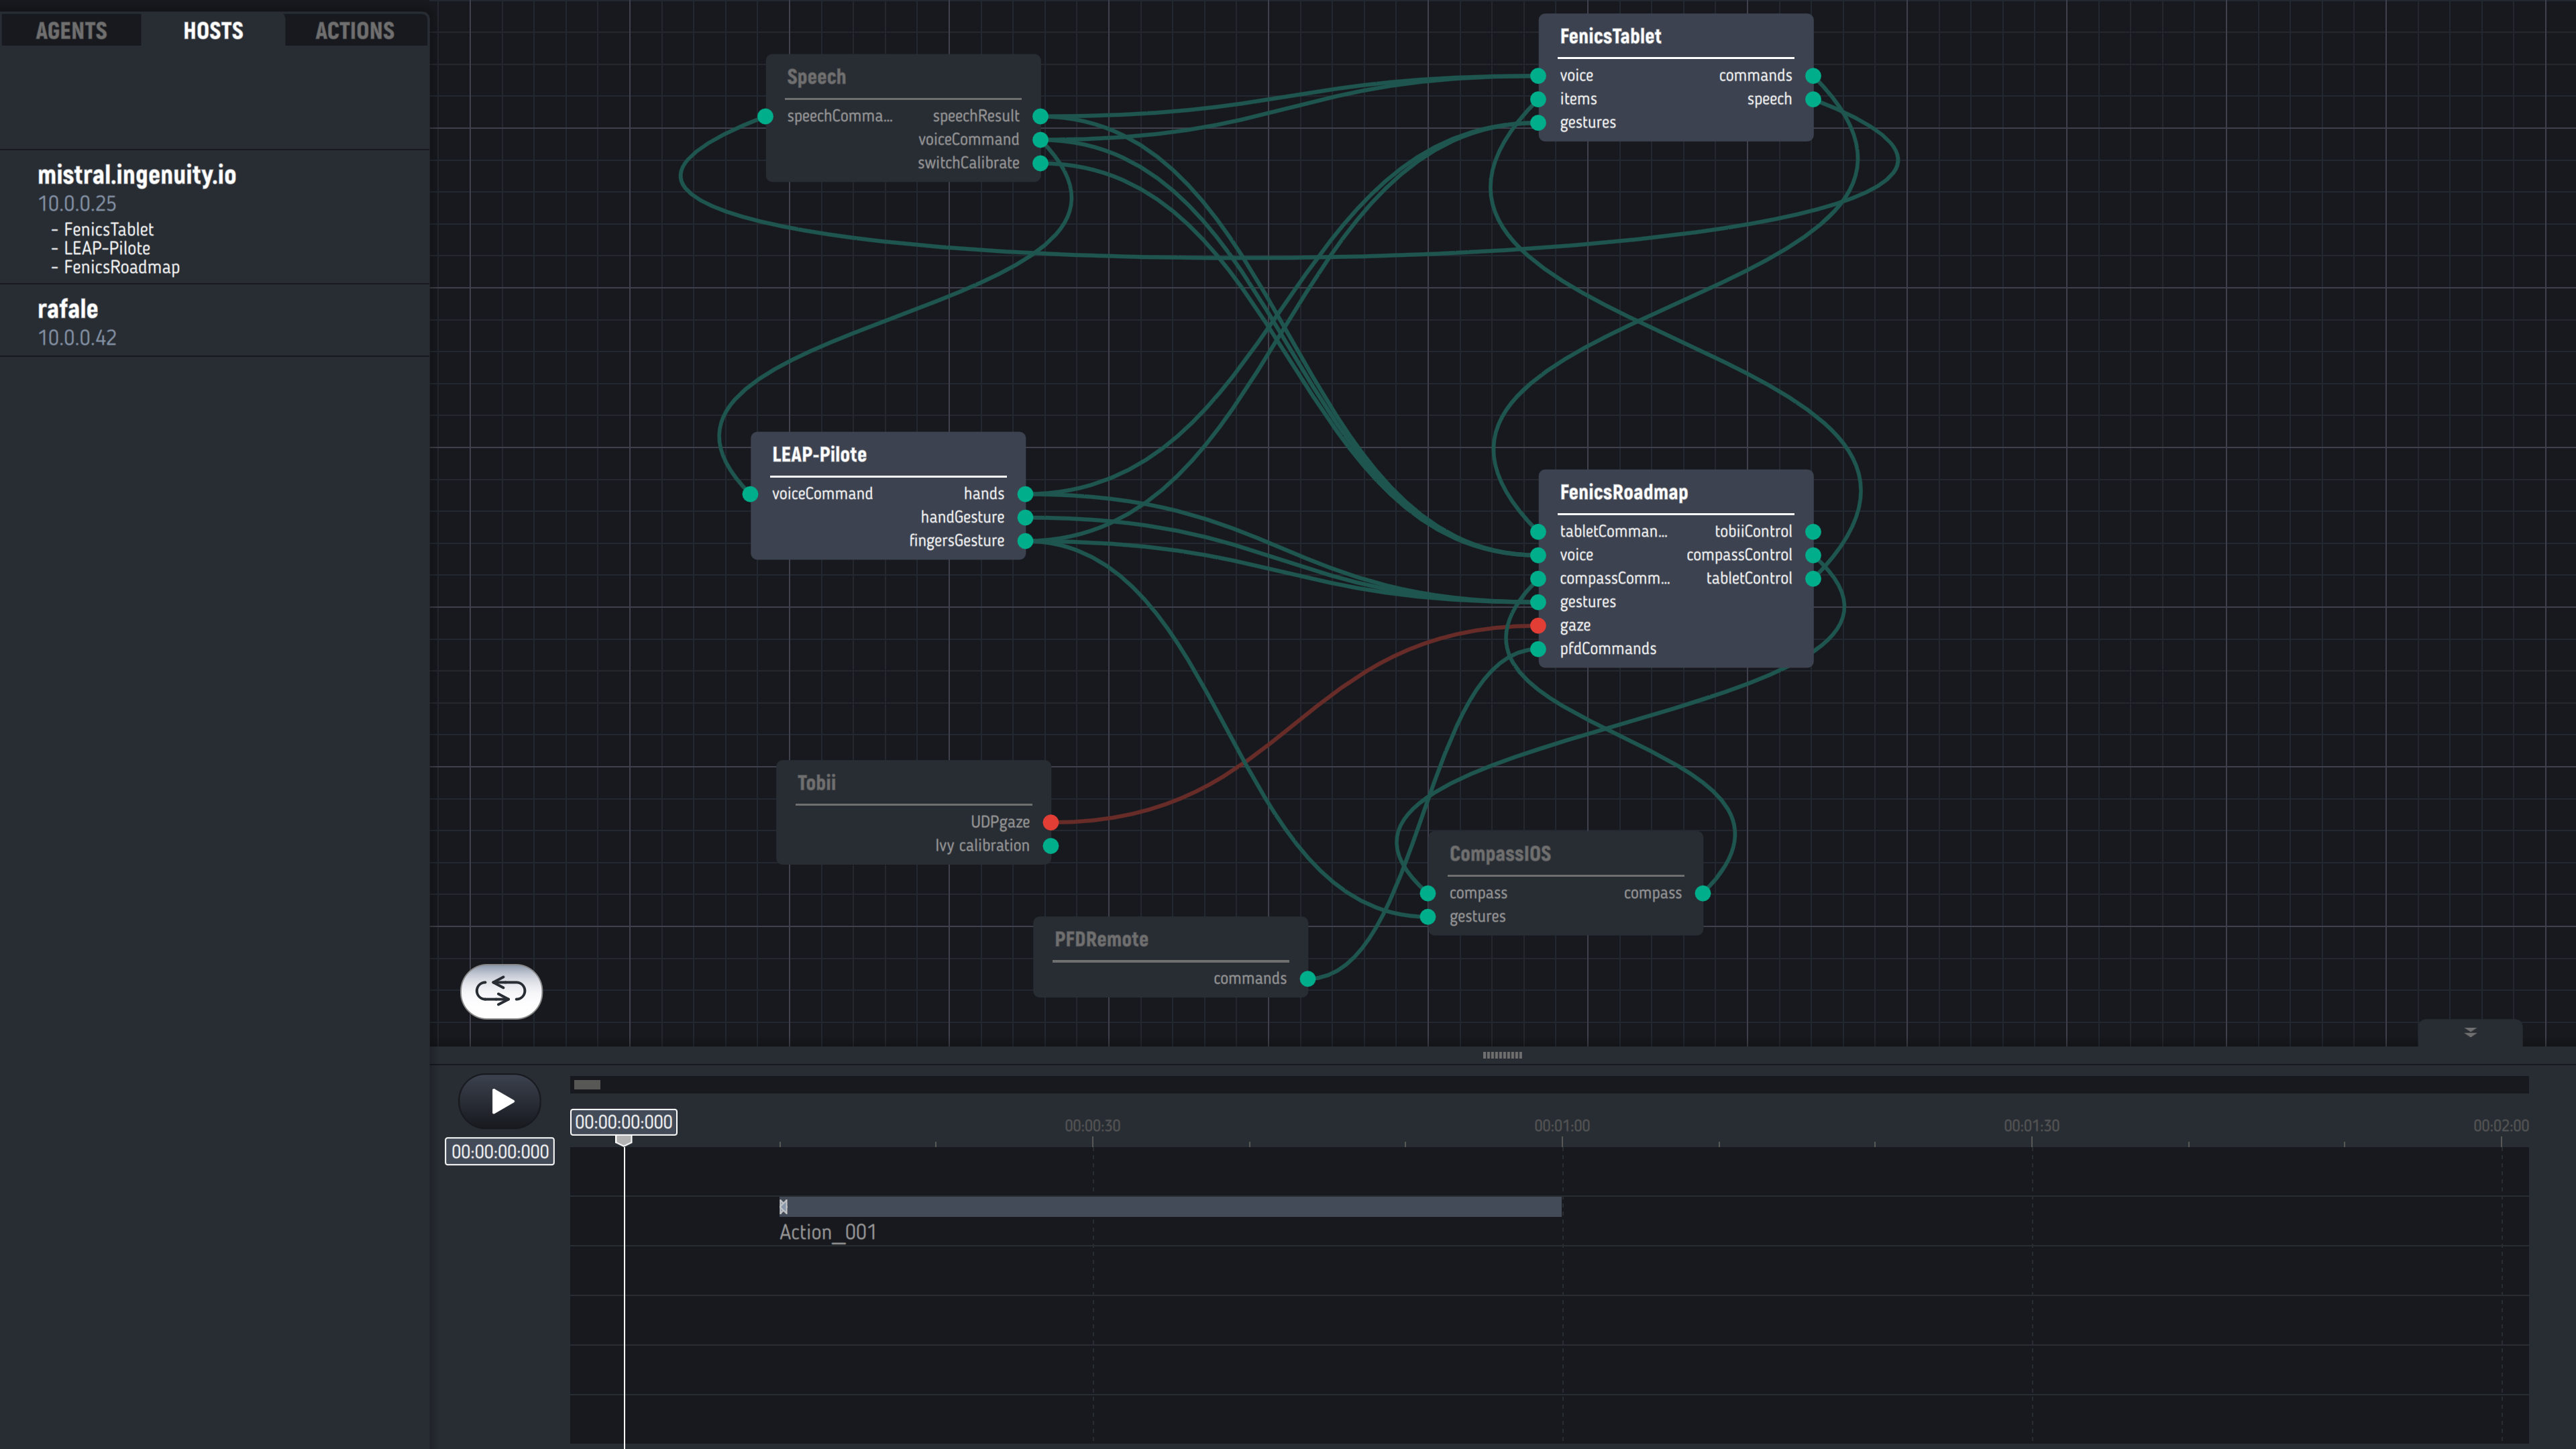 AGENTS HOSTS ACTIONS
mistral.ingenuity.io
10.0.0.25
- FenicsTablet
- LEAP-Pilote
- FenicsRoadmap
rafale
10.0.0.42
Speech
speechComma... speechResult
voiceCommand
switchCalibrate
FenicsTablet
voice commands
items speech
gestures
LEAP-Pilote
voiceCommand hands
handGesture
fingersGesture
FenicsRoadmap
tabletComman... tobiiControl
voice compassControl
compassComm... tabletControl
gestures
gaze
pfdCommands
Tobii
UDPgaze
Ivy calibration
CompassIOS
compass compass
gestures
PFDRemote
commands
00:00:00:000
00:00:30 00:01:00 00:01:30 00:02:00
00:00:00:000
Action_001